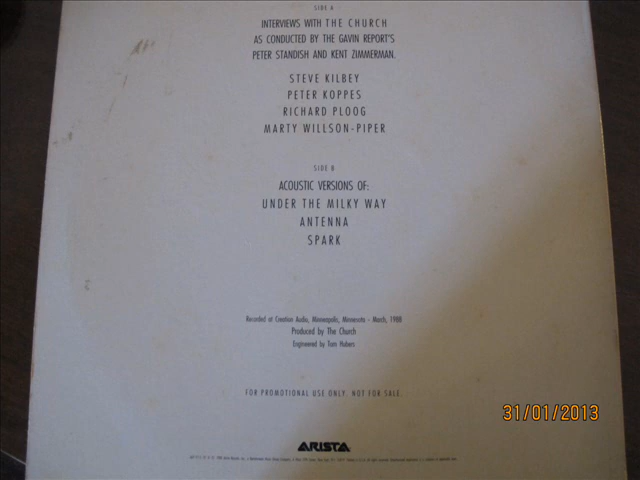 SIDE A
INTERVIEWS WITH THE CHURCH
AS CONDUCTED BY THE GAVIN REPORT'S
PETER STANDISH AND KENT ZIMMERMAN.
STEVE KILBEY
PETER KOPPES
RICHARD PLOOG
MARTY WILLSON-PIPER
SIDE B
ACOUSTIC VERSIONS OF:
UNDER THE MILKY WAY
ANTENNA
SPARK
Recorded at Creation Audio, Minneapolis, Minnesota - March, 1988
Produced by The Church
Engineered by Tom Hubers
FOR PROMOTIONAL USE ONLY. NOT FOR SALE.
31/01/2013
ARISTA